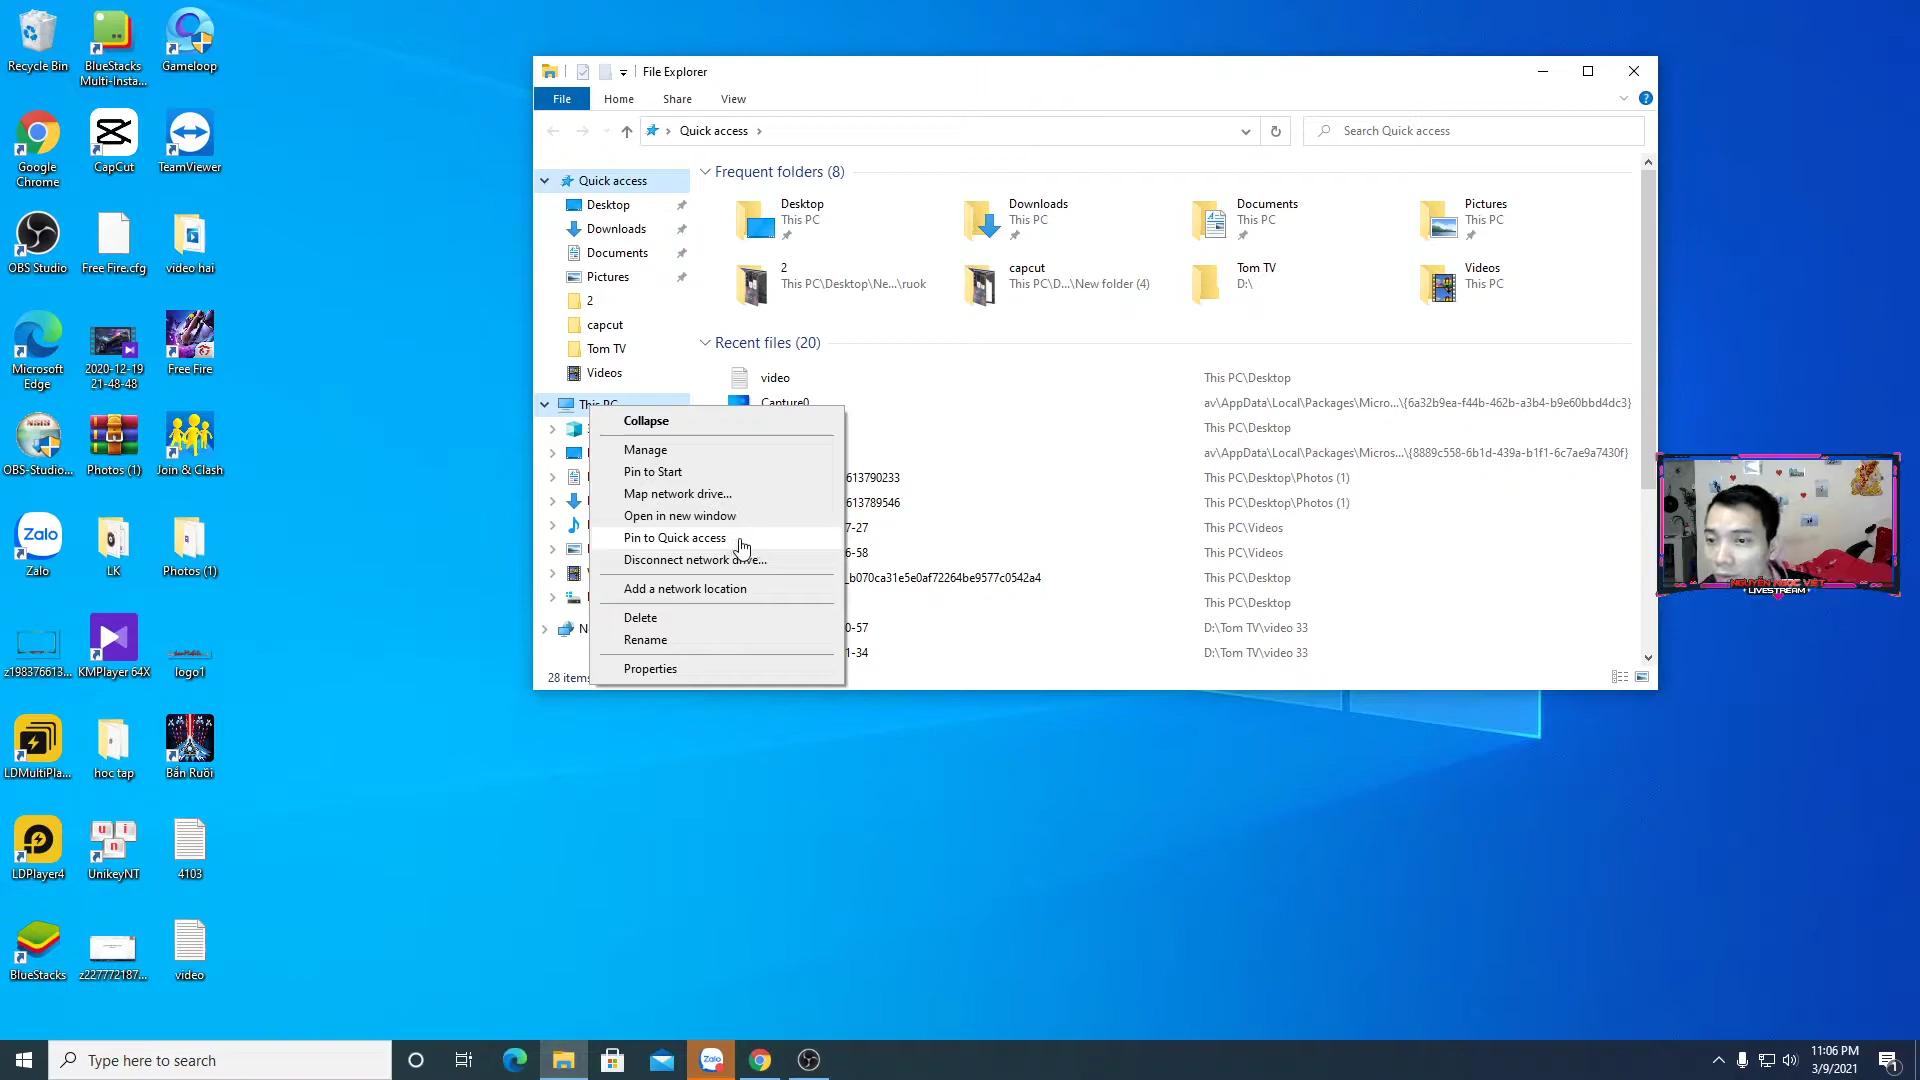 Recycle Bin
BlueStacks
Multi-Insta...
Gameloop
Google
Chrome
CapCut
TeamViewer
OBS Studio
Free Fire.cfg
video hai
Microsoft
Edge
2020-12-19
21-48-48
Free Fire
OBS-Studio...
Photos (1)
Join & Clash
Zalo
Zalo
LK
Photos (1)
z198376613...
KMPlayer 64X
logo1
LDMultiPla...
hoc tap
Bắn Ruồi
LDPlayer4
UnikeyNT
4103
BlueStacks
z227772187...
video
File Explorer
File
Home
Share
View
Quick access
Search Quick access
Quick access
Desktop
Downloads
Documents
Pictures
2
capcut
Tom TV
Videos
This PC
28 items
Frequent folders (8)
Desktop
This PC
Downloads
This PC
Documents
This PC
Pictures
This PC
2
This PC\Desktop\Ne...\ruok
capcut
This PC\D...\New folder (4)
Tom TV
D:\
Videos
This PC
Recent files (20)
video
This PC\Desktop
Capture0
av\AppData\Local\Packages\Micro...\{6a32b9ea-f44b-462b-a3b4-b9e60bbd4dc3}
This PC\Desktop
av\AppData\Local\Packages\Micros...\{8889c558-6b1d-439a-b1f1-6c7ae9a7430f}
613790233
This PC\Desktop\Photos (1)
613789546
This PC\Desktop\Photos (1)
7-27
This PC\Videos
6-58
This PC\Videos
_b070ca31e5e0af72264be9577c0542a4
This PC\Desktop
This PC\Desktop
0-57
D:\Tom TV\video 33
1-34
D:\Tom TV\video 33
Collapse
Manage
Pin to Start
Map network drive...
Open in new window
Pin to Quick access
Disconnect network drive...
Add a network location
Delete
Rename
Properties
NGUYỄN NGỌC VIỆT
LIVESTREAM
Type here to search
Zalo
11:06 PM
3/9/2021
1